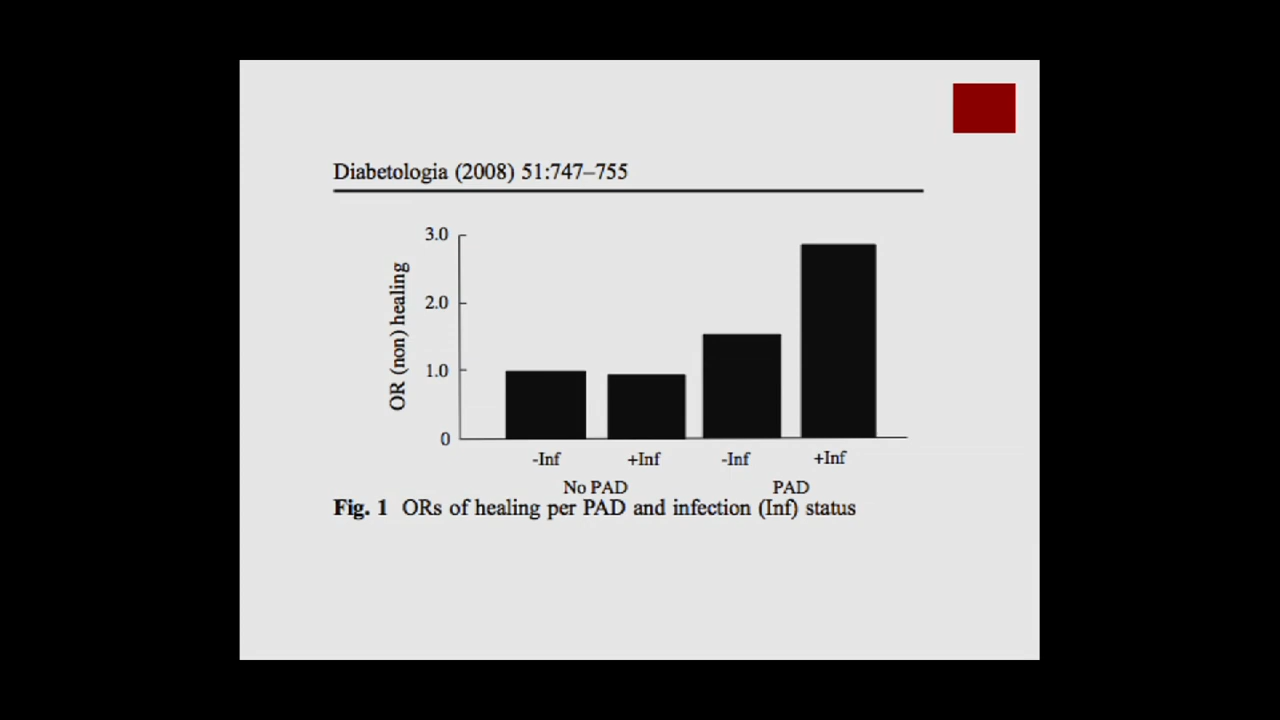 Diabetologia (2008) 51:747–755
3.0
2.0
1.0
0
OR (non) healing
-Inf +Inf -Inf +Inf
No PAD PAD
Fig. 1 ORs of healing per PAD and infection (Inf) status